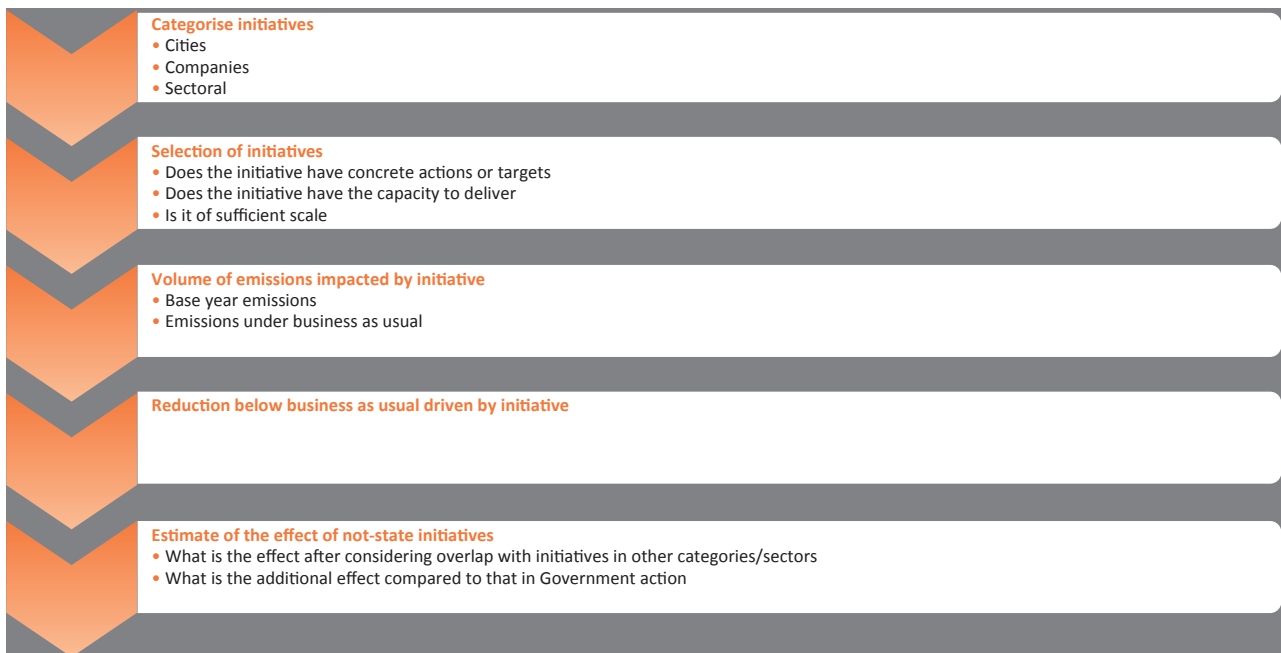 Categorise initiatives
• Cities
• Companies
• Sectoral
Selection of initiatives
• Does the initiative have concrete actions or targets
• Does the initiative have the capacity to deliver
• Is it of sufficient scale
Volume of emissions impacted by initiative
• Base year emissions
• Emissions under business as usual
Reduction below business as usual driven by initiative
Estimate of the effect of not-state initiatives
• What is the effect after considering overlap with initiatives in other categories/sectors
• What is the additional effect compared to that in Government action